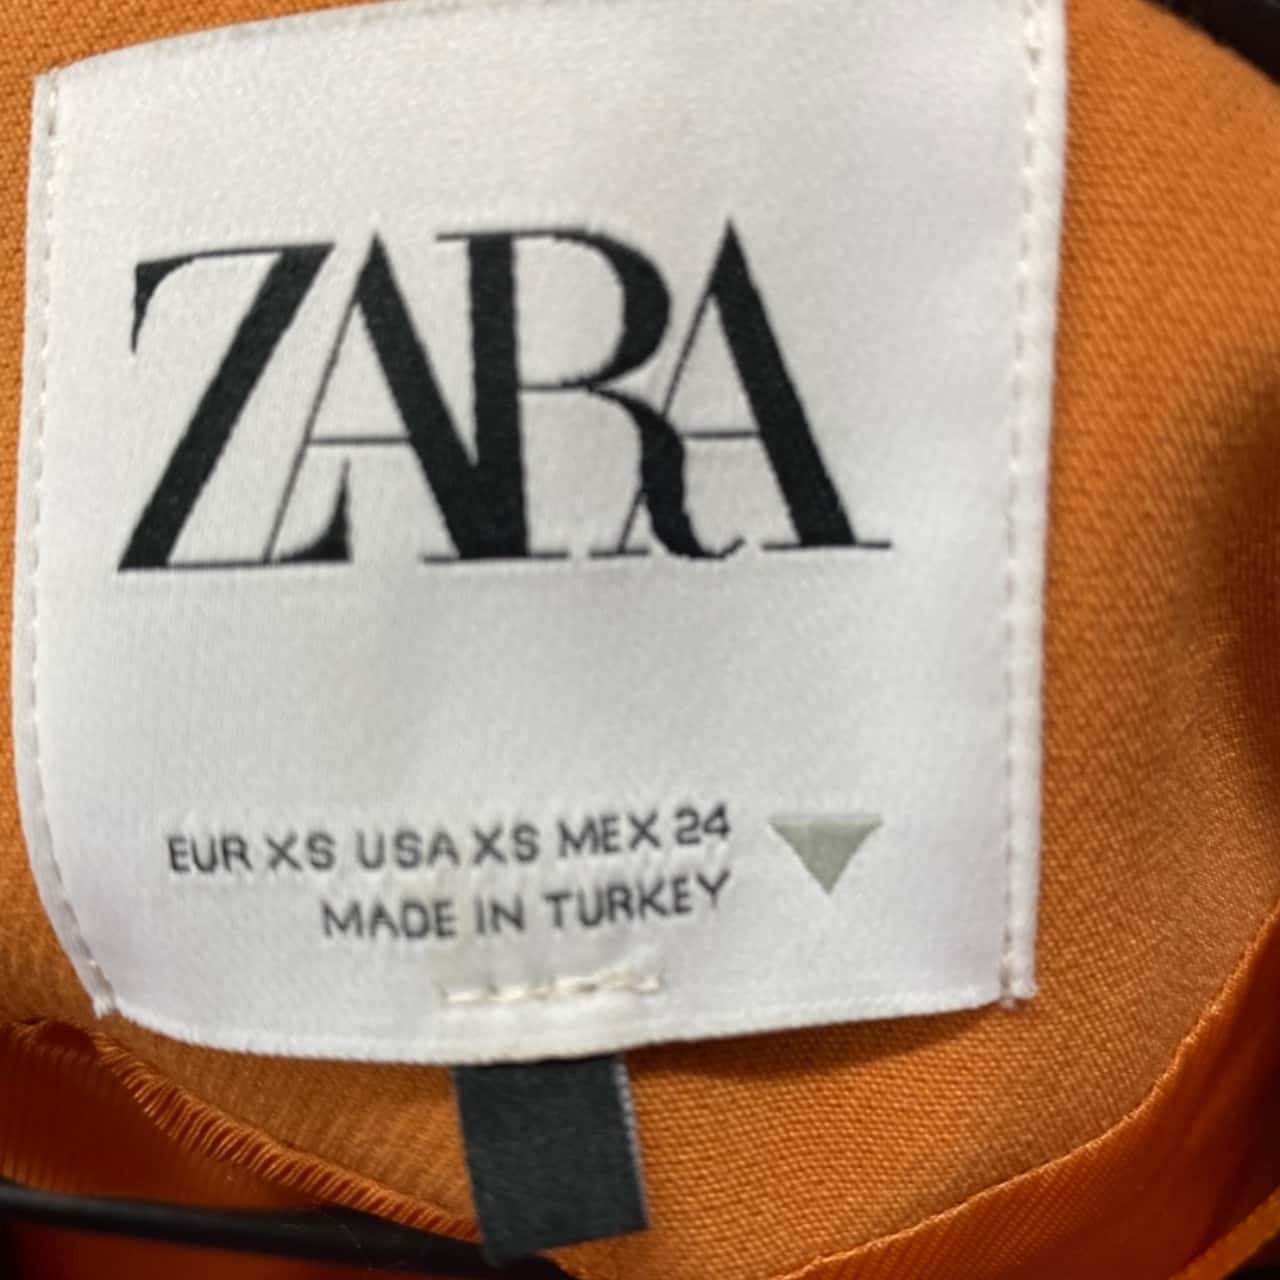 ZARA
EUR XS USA XS MEX 24
MADE IN TURKEY